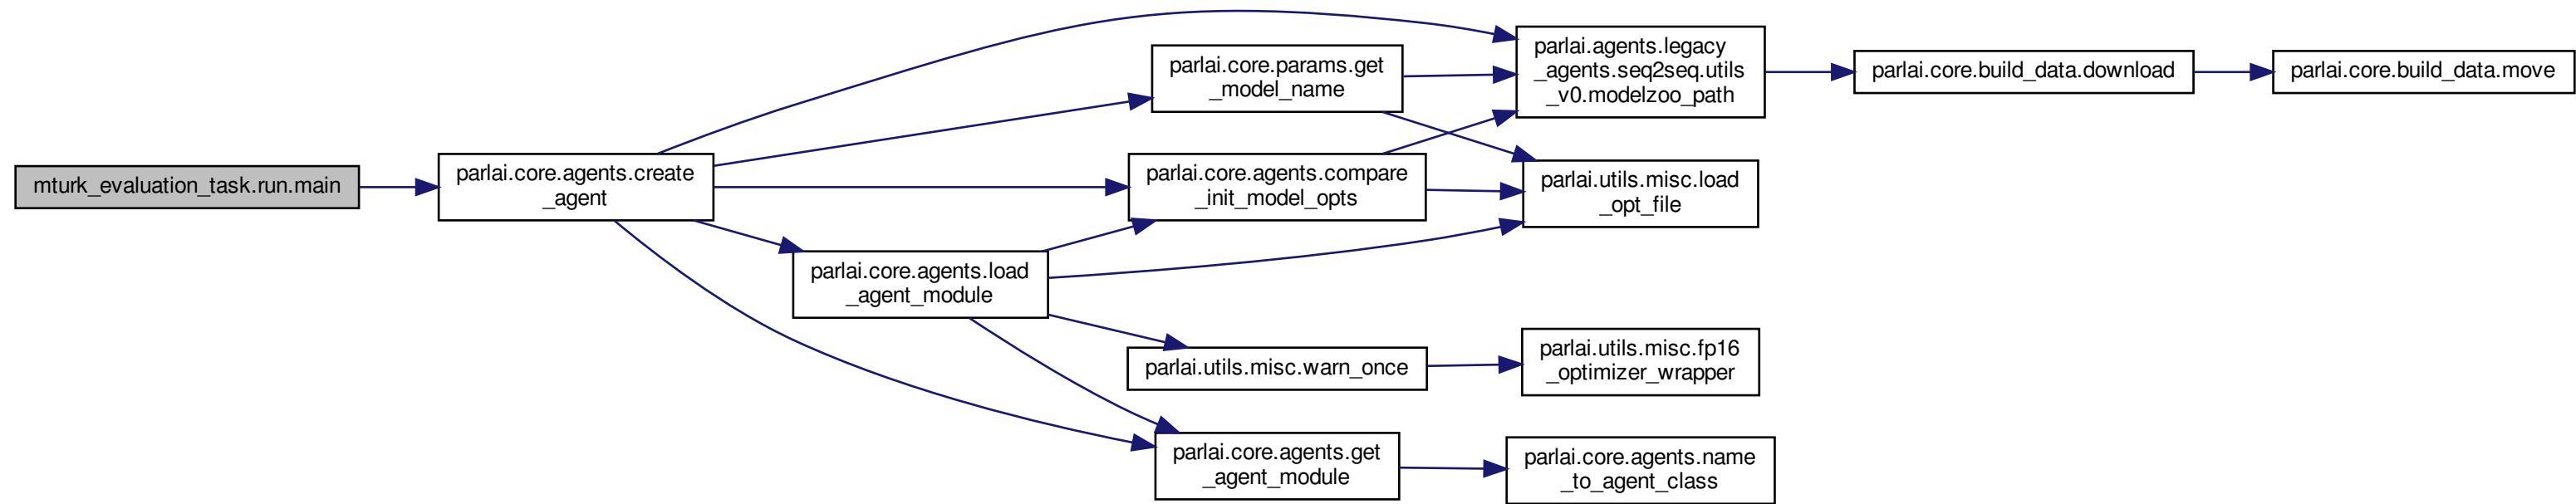 mturk_evaluation_task.run.main
parlai.core.agents.create
_agent
parlai.core.agents.load
_agent_module
parlai.core.params.get
_model_name
parlai.core.agents.compare
_init_model_opts
parlai.utils.misc.warn_once
parlai.core.agents.get
_agent_module
parlai.agents.legacy
_agents.seq2seq.utils
_v0.modelzoo_path
parlai.utils.misc.load
_opt_file
parlai.utils.misc.fp16
_optimizer_wrapper
parlai.core.agents.name
_to_agent_class
parlai.core.build_data.download
parlai.core.build_data.move